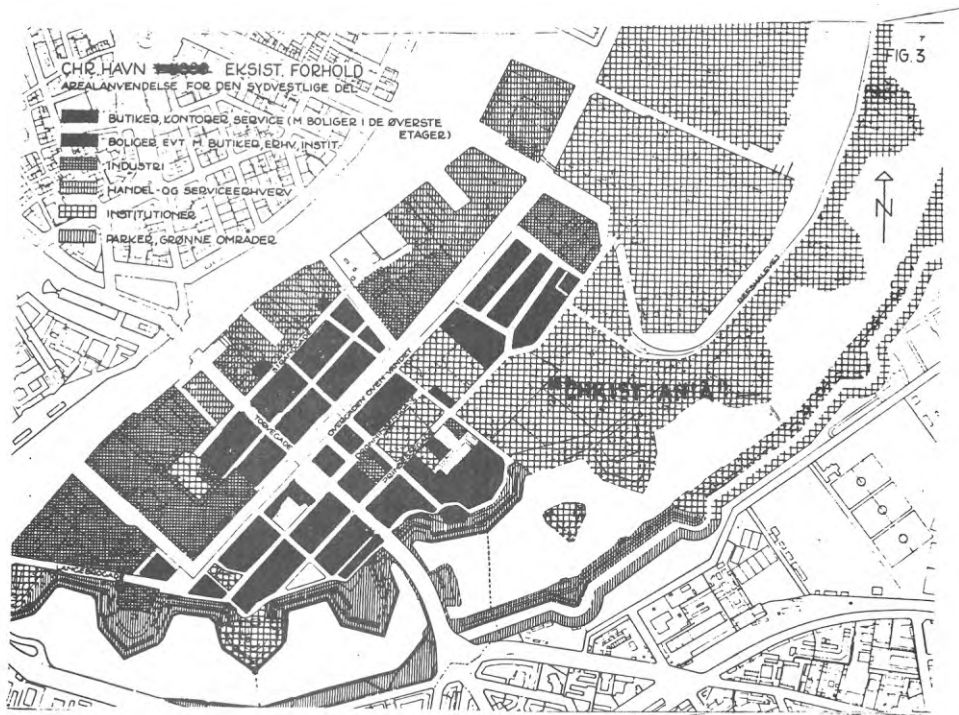 FIG. 3
CHR. HAVN EKSIST. FORHOLD
AREALANVENDELSE FOR DEN SYDVESTLIGE DEL
BUTIKER, KONTORER, SERVICE (M BOLIGER I DE ØVERSTE
ETAGER)
BOLIGER, EVT. M. BUTIKER, ERHV., INSTIT.
INDUSTRI
HANDEL- OG SERVICEERHVERV
INSTITUTIONER
PARKER, GRØNNE OMRÅDER
N
TORVEGADE
OVERGADEN OVEN VANDET